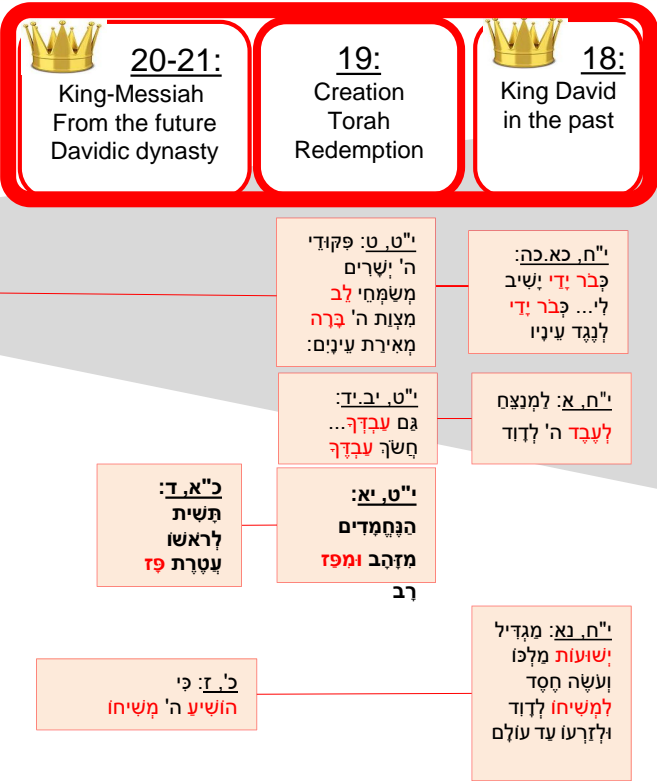 20-21:
King-Messiah
From the future
Davidic dynasty
19:
Creation
Torah
Redemption
18:
King David
in the past
י"ח, כא.כה:
כְּבֹר יָדַי יָשִׁיב
לִי... כְּבֹר יָדַי
לְנֶגֶד עֵינָיו
י"ט, ט: פִּקּוּדֵי
ה' יְשָׁרִים
מְשַׂמְּחֵי לֵב
מִצְוַת ה' בָּרָה
מְאִירַת עֵינָיִם:
י"ח, א: לַמְנַצֵּחַ
לְעֶבֶד ה' לְדָוִד
י"ט, יב.יד:
גַּם עַבְדְּךָ...
חֲשֹׂךְ עַבְדֶּךָ
י"ט, יא:
הַנֶּחֱמָדִים
מִזָּהָב וּמִפַּז
רָב
כ"א, ד:
תָּשִׁית
לְרֹאשׁוֹ
עֲטֶרֶת פָּז
י"ח, נא: מַגְדִּיל
יְשׁוּעוֹת מַלְכּוֹ
וְעֹשֶׂה חֶסֶד
לִמְשִׁיחוֹ לְדָוִד
וּלְזַרְעוֹ עַד עוֹלָם
כ', ז: כִּי
הוֹשִׁיעַ ה' מְשִׁיחוֹ